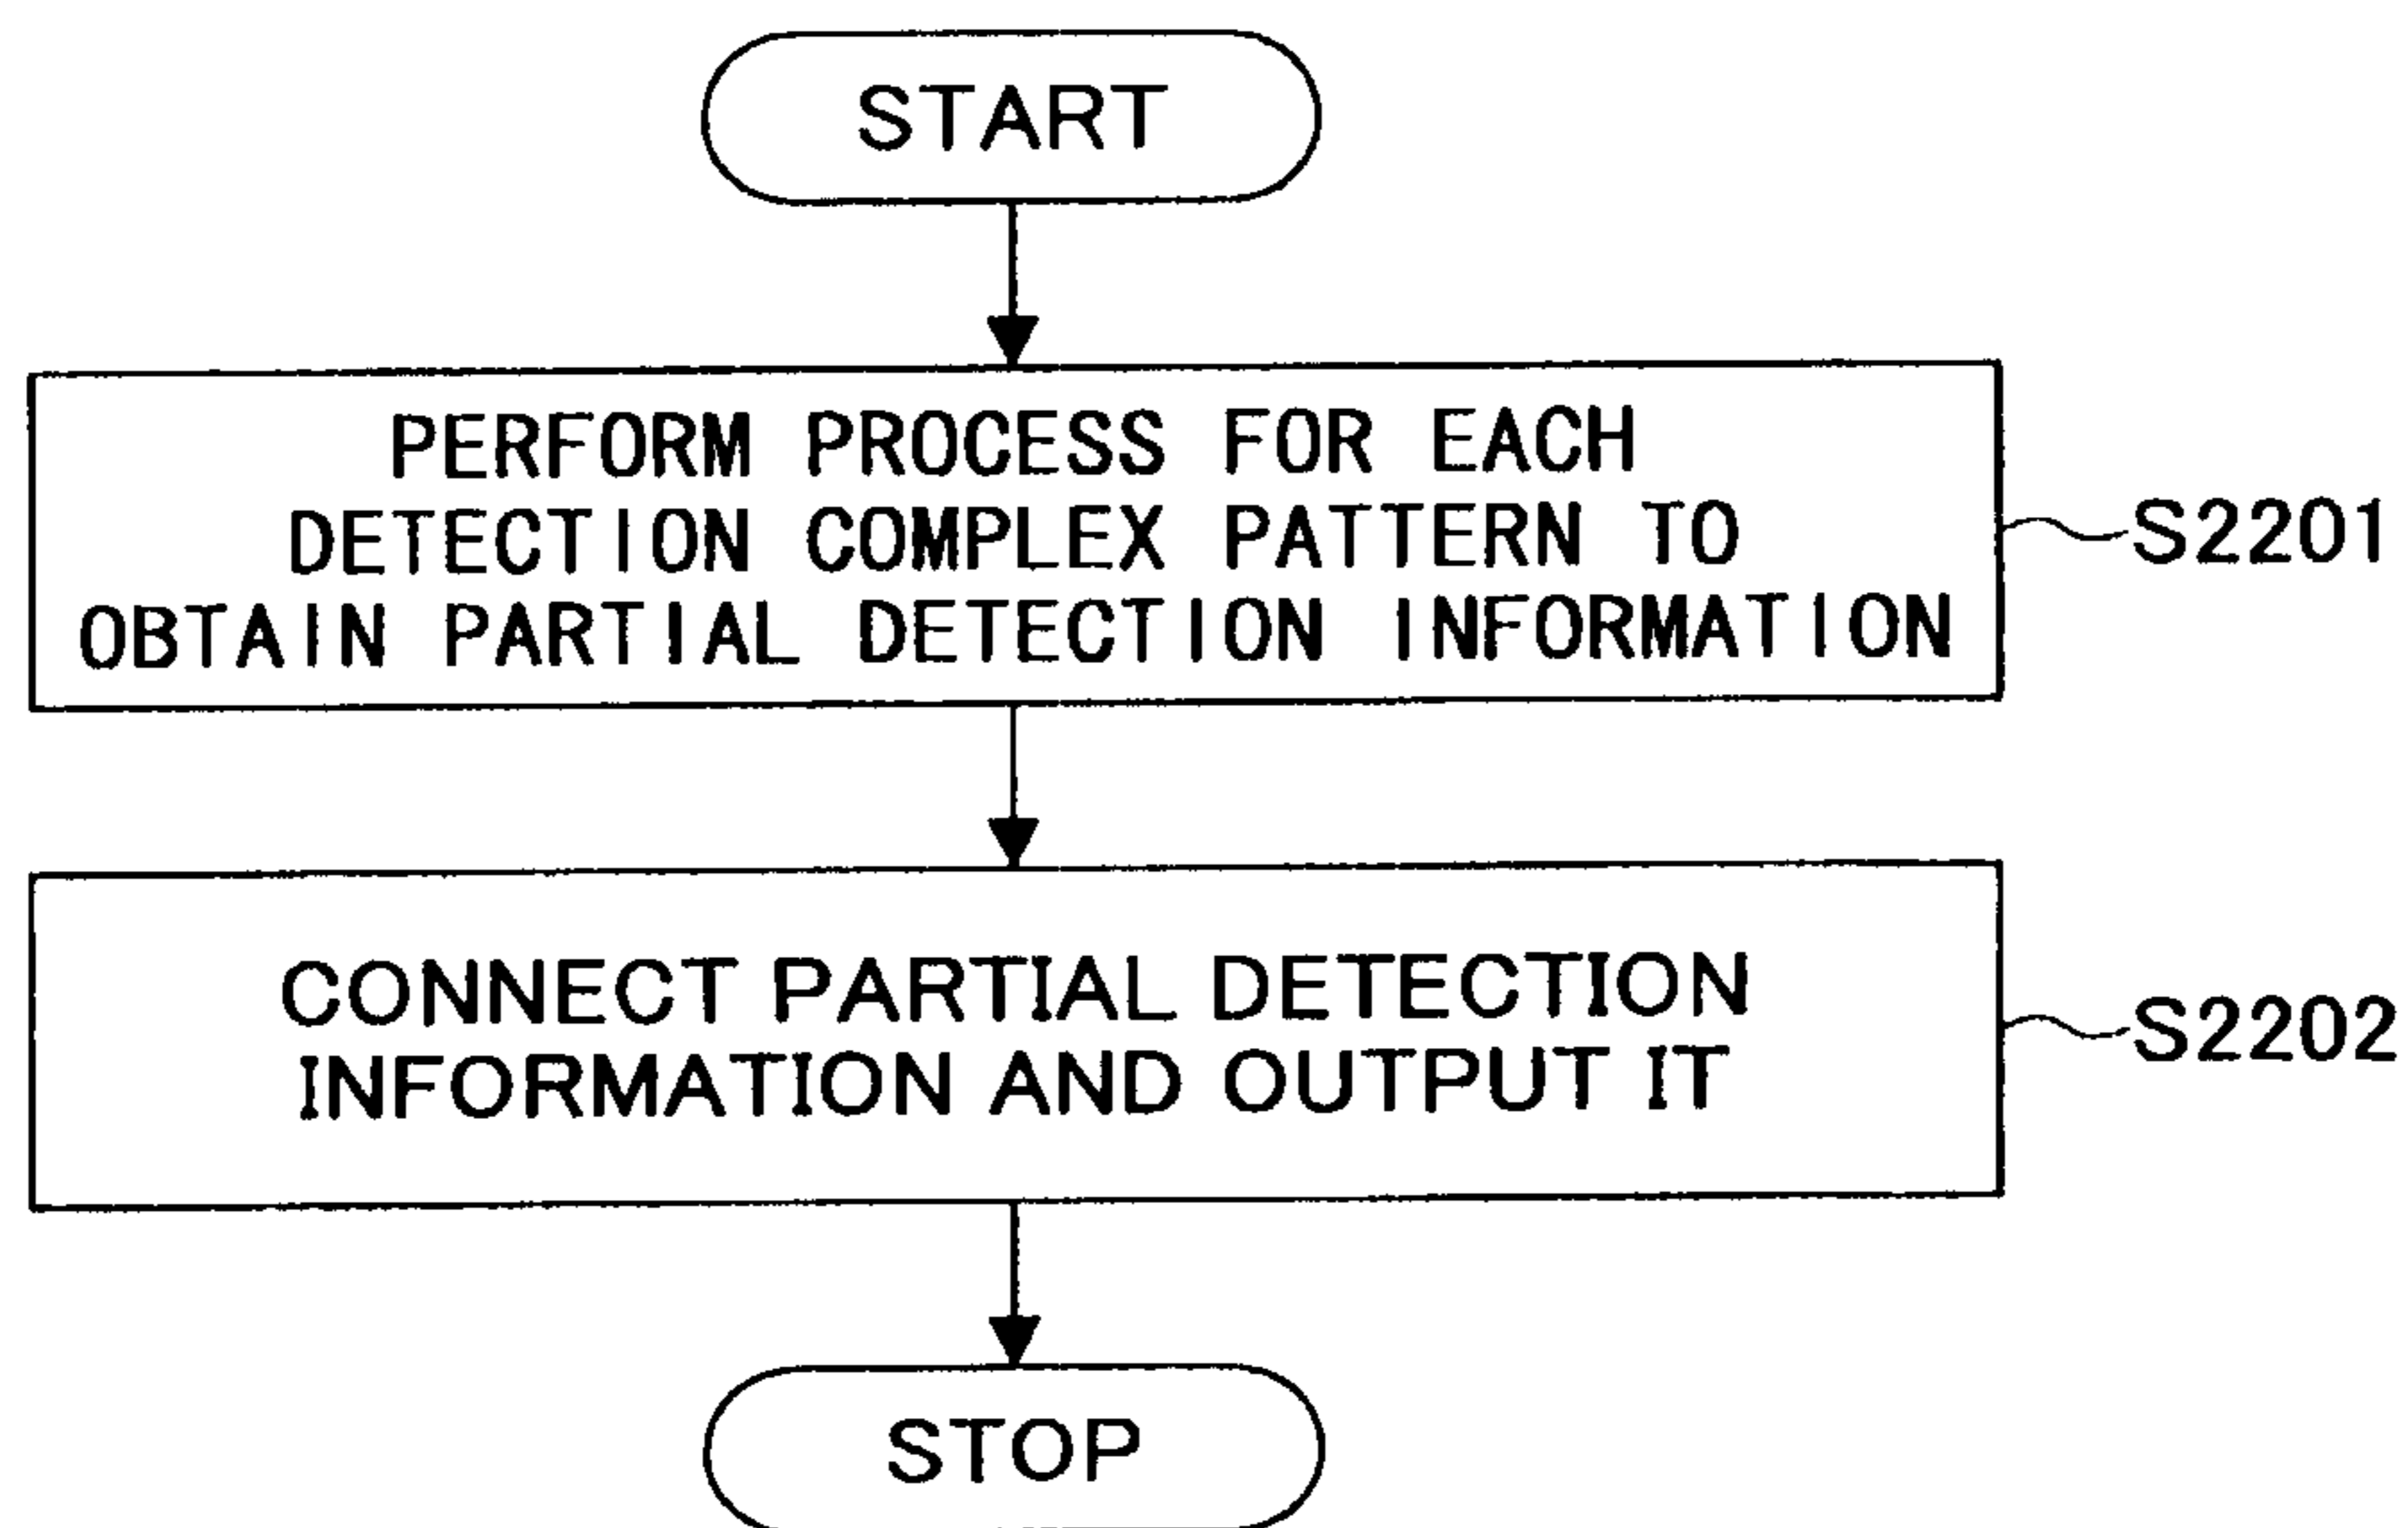 START
PERFORM PROCESS FOR EACH
DETECTION COMPLEX PATTERN TO
OBTAIN PARTIAL DETECTION INFORMATION
S2201
CONNECT PARTIAL DETECTION
INFORMATION AND OUTPUT IT
S2202
STOP